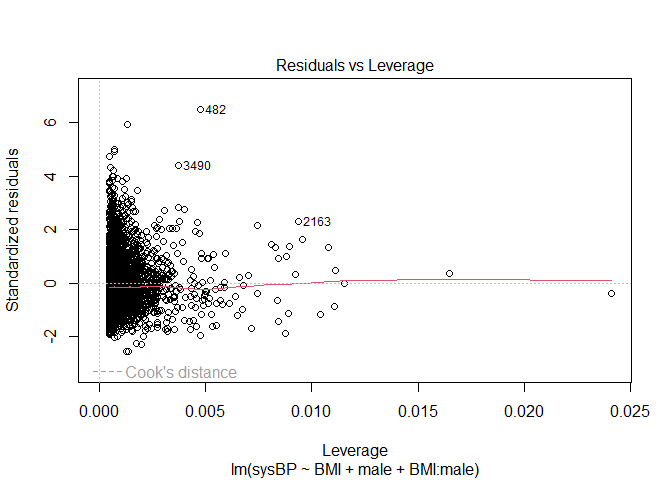 Residuals vs Leverage
Standardized residuals
6
4
2
0
-2
482
3490
2163
Cook's distance
0.000 0.005 0.010 0.015 0.020 0.025
Leverage
lm(sysBP ~ BMI + male + BMI:male)